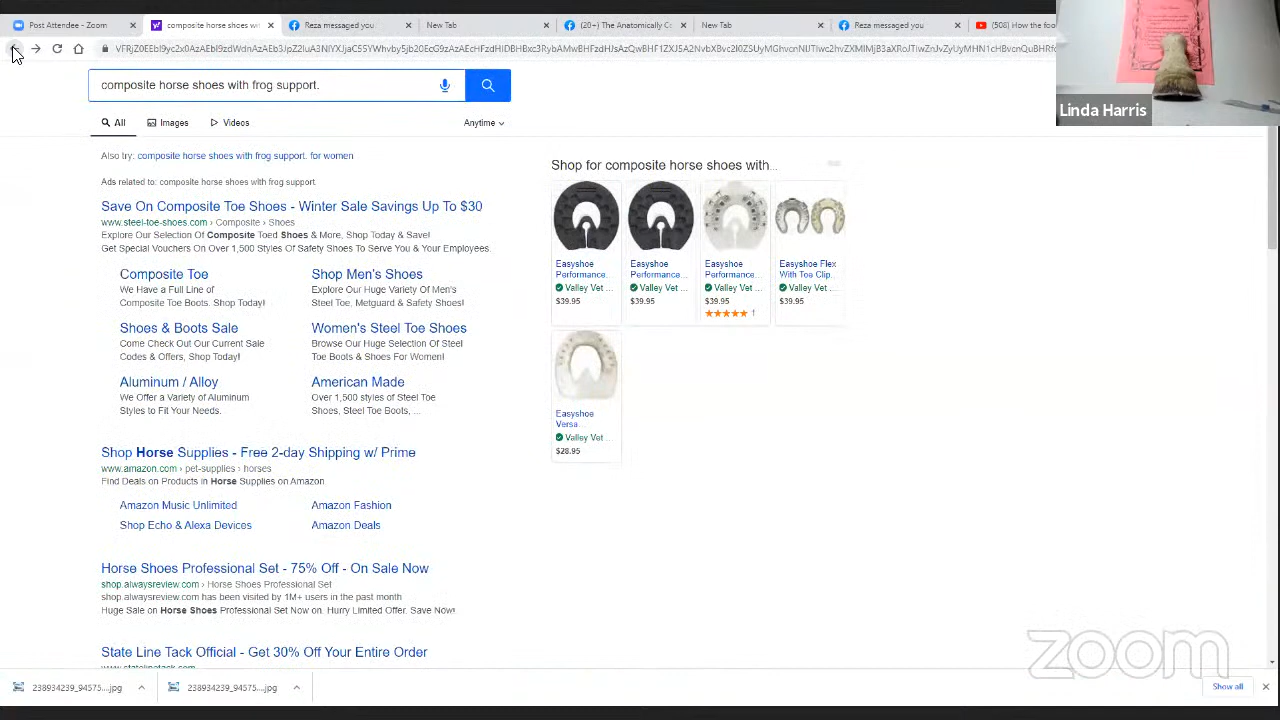 Post Attendee - Zoom
composite horse shoes wit
Reza messaged you
New Tab
(20+) The Anatomically Co
New Tab
Reza messaged you
(508) How the foo
composite horse shoes with frog support.
All
Images
Videos
Anytime
Linda Harris
Also try: composite horse shoes with frog support. for women
Ads related to: composite horse shoes with frog support.
Save On Composite Toe Shoes - Winter Sale Savings Up To $30
www.steel-toe-shoes.com › Composite › Shoes
Explore Our Selection Of Composite Toed Shoes & More, Shop Today & Save!
Get Special Vouchers On Over 1,500 Styles Of Safety Shoes To Serve You & Your Employees.
Composite Toe
We Have a Full Line of
Composite Toe Boots. Shop Today!
Shop Men's Shoes
Explore Our Huge Variety Of Men's
Steel Toe, Metguard & Safety Shoes!
Shoes & Boots Sale
Come Check Out Our Current Sale
Codes & Offers, Shop Today!
Women's Steel Toe Shoes
Browse Our Huge Selection Of Steel
Toe Boots & Shoes For Women!
Aluminum / Alloy
We Offer a Variety of Aluminum
Styles to Fit Your Needs.
American Made
Over 1,500 styles of Steel Toe
Shoes, Steel Toe Boots, ...
Shop Horse Supplies - Free 2-day Shipping w/ Prime
www.amazon.com › pet-supplies › horses
Find Deals on Products in Horse Supplies on Amazon
Amazon Music Unlimited
Amazon Fashion
Shop Echo & Alexa Devices
Amazon Deals
Horse Shoes Professional Set - 75% Off - On Sale Now
shop.alwaysreview.com › Horse Shoes Professional Set
shop.alwaysreview.com has been visited by 1M+ users in the past month
Huge Sale on Horse Shoes Professional Set Now on. Hurry Limited Offer. Save Now!
State Line Tack Official - Get 30% Off Your Entire Order
www.statelinetack.com
Shop for composite horse shoes with...
Easyshoe
Performance...
Valley Vet ...
$39.95
Easyshoe
Performance...
Valley Vet ...
$39.95
Easyshoe
Performance...
Valley Vet ...
$39.95
1
Easyshoe Flex
With Toe Clip...
Valley Vet ...
$39.95
Easyshoe
Versa
Valley Vet ...
$28.95
zoom
238934239_94575....jpg
238934239_94575....jpg
Show all